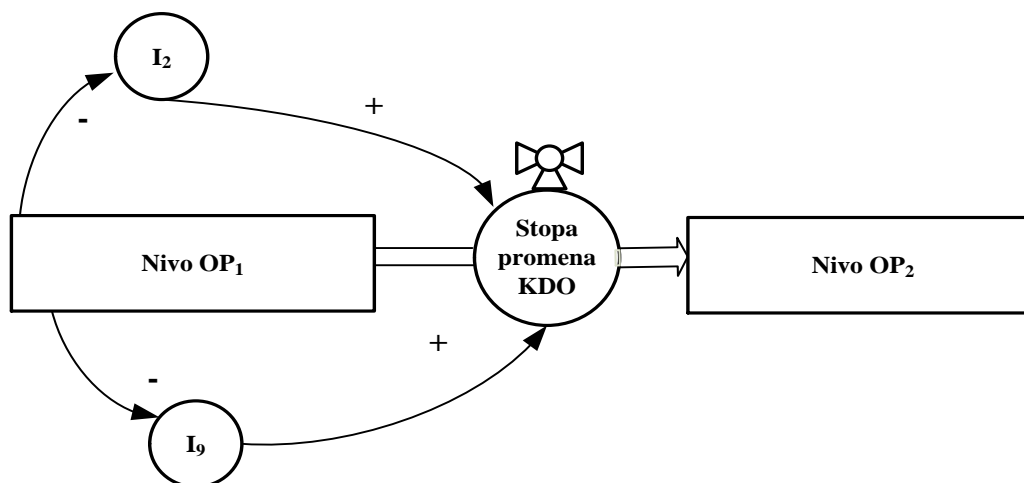 I₂
+
-
Stopa
promena
KDO
Nivo OP₁
Nivo OP₂
+
-
I₉